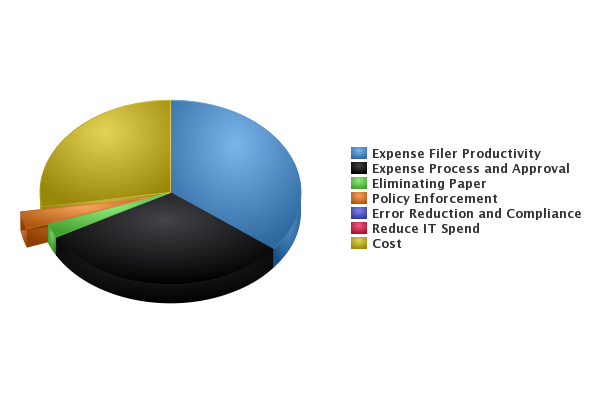 Expense Filer Productivity
Expense Process and Approval
Eliminating Paper
Policy Enforcement
Error Reduction and Compliance
Reduce IT Spend
Cost